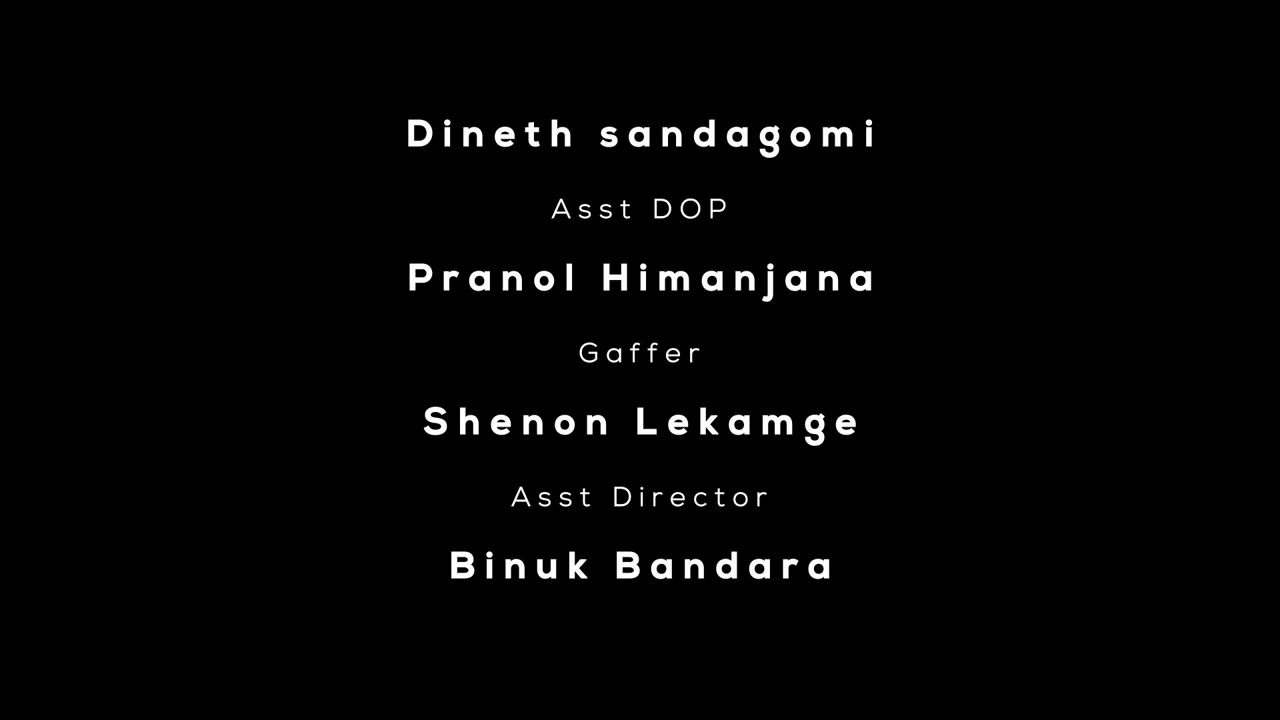 Dineth sandagomi
Asst DOP
Pranol Himanjana
Gaffer
Shenon Lekamge
Asst Director
Binuk Bandara